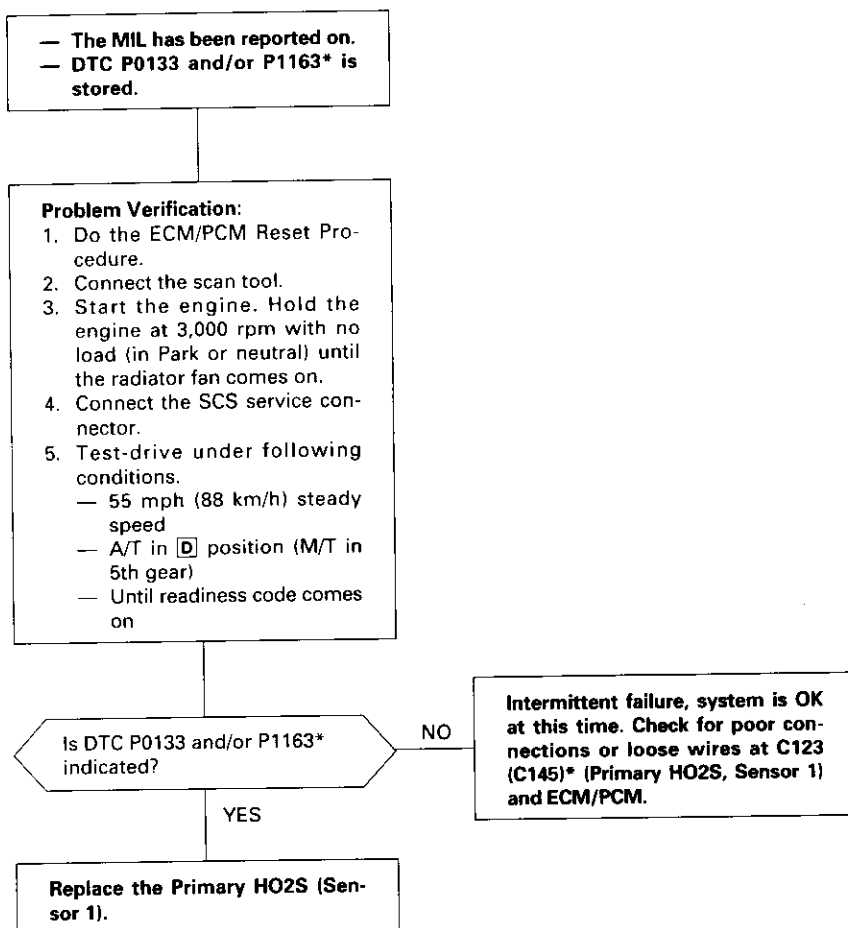 — The MIL has been reported on.
— DTC P0133 and/or P1163* is
stored.
Problem Verification:
1. Do the ECM/PCM Reset Pro-
cedure.
2. Connect the scan tool.
3. Start the engine. Hold the
engine at 3,000 rpm with no
load (in Park or neutral) until
the radiator fan comes on.
4. Connect the SCS service con-
nector.
5. Test-drive under following
conditions.
— 55 mph (88 km/h) steady
speed
— A/T in D position (M/T in
5th gear)
— Until readiness code comes
on
Is DTC P0133 and/or P1163*
indicated?
NO
Intermittent failure, system is OK
at this time. Check for poor con-
nections or loose wires at C123
(C145)* (Primary HO2S, Sensor 1)
and ECM/PCM.
YES
Replace the Primary HO2S (Sen-
sor 1).